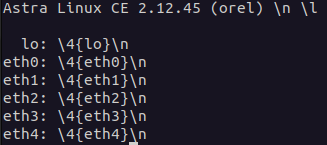 Astra Linux CE 2.12.45 (orel) \n \l
lo: \4{lo}\n
eth0: \4{eth0}\n
eth1: \4{eth1}\n
eth2: \4{eth2}\n
eth3: \4{eth3}\n
eth4: \4{eth4}\n